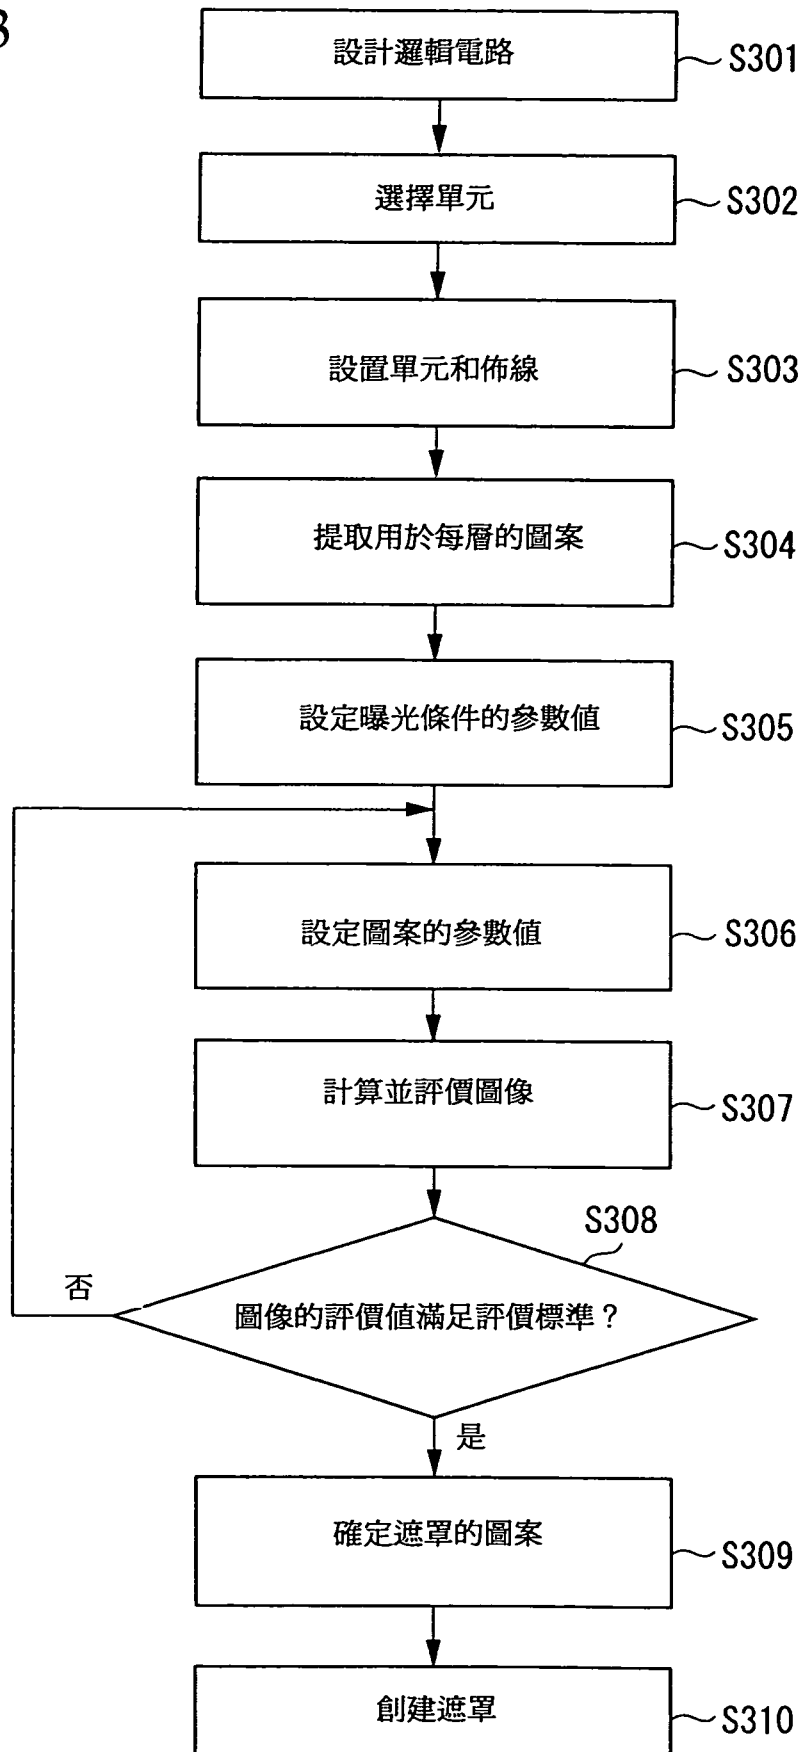 3
設計邏輯電路
S301
選擇單元
S302
設置單元和佈線
S303
提取用於每層的圖案
S304
設定曝光條件的參數值
S305
設定圖案的參數值
S306
計算並評價圖像
S307
S308
否
圖像的評價值滿足評價標準？
是
確定遮罩的圖案
S309
創建遮罩
S310